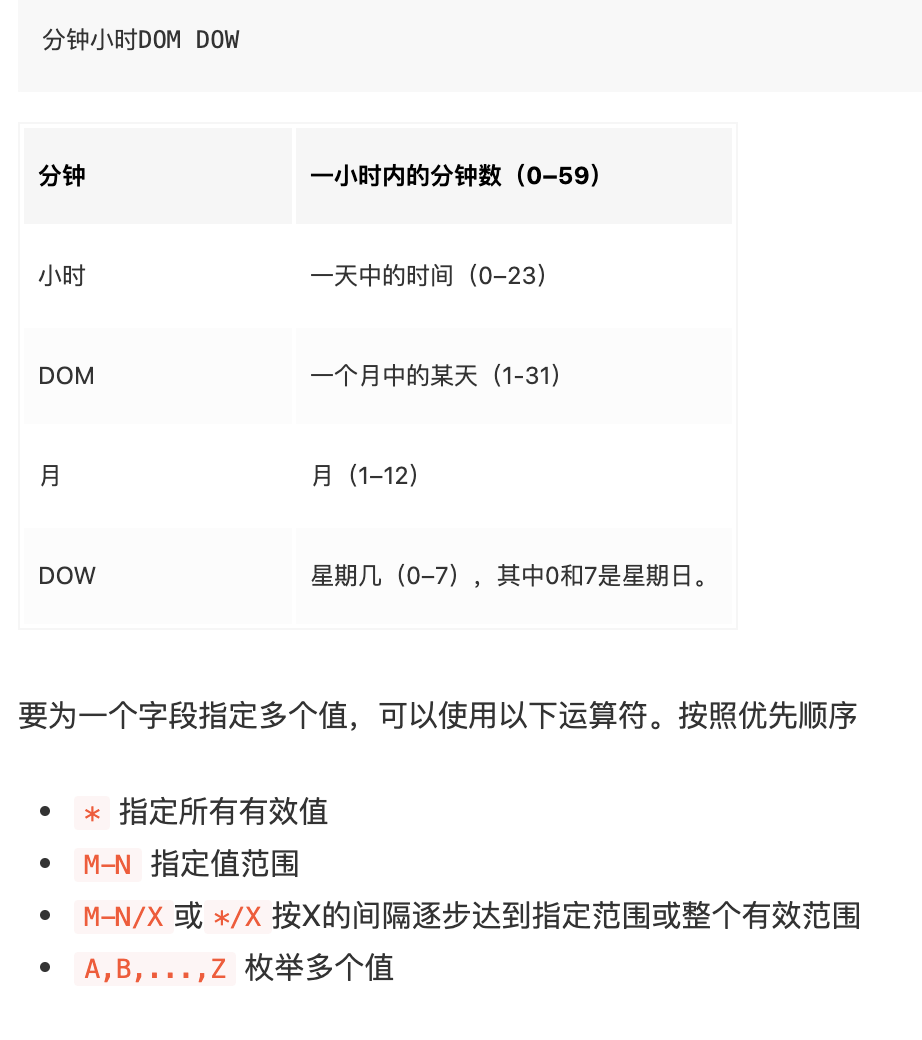 分钟小时DOM DOW
分钟 一小时内的分钟数（0–59）
小时 一天中的时间（0–23）
DOM 一个月中的某天（1-31）
月 月（1–12）
DOW 星期几（0–7），其中0和7是星期日。
要为一个字段指定多个值，可以使用以下运算符。按照优先顺序
• * 指定所有有效值
• M–N 指定值范围
• M–N/X 或 */X 按X的间隔逐步达到指定范围或整个有效范围
• A,B,...,Z 枚举多个值